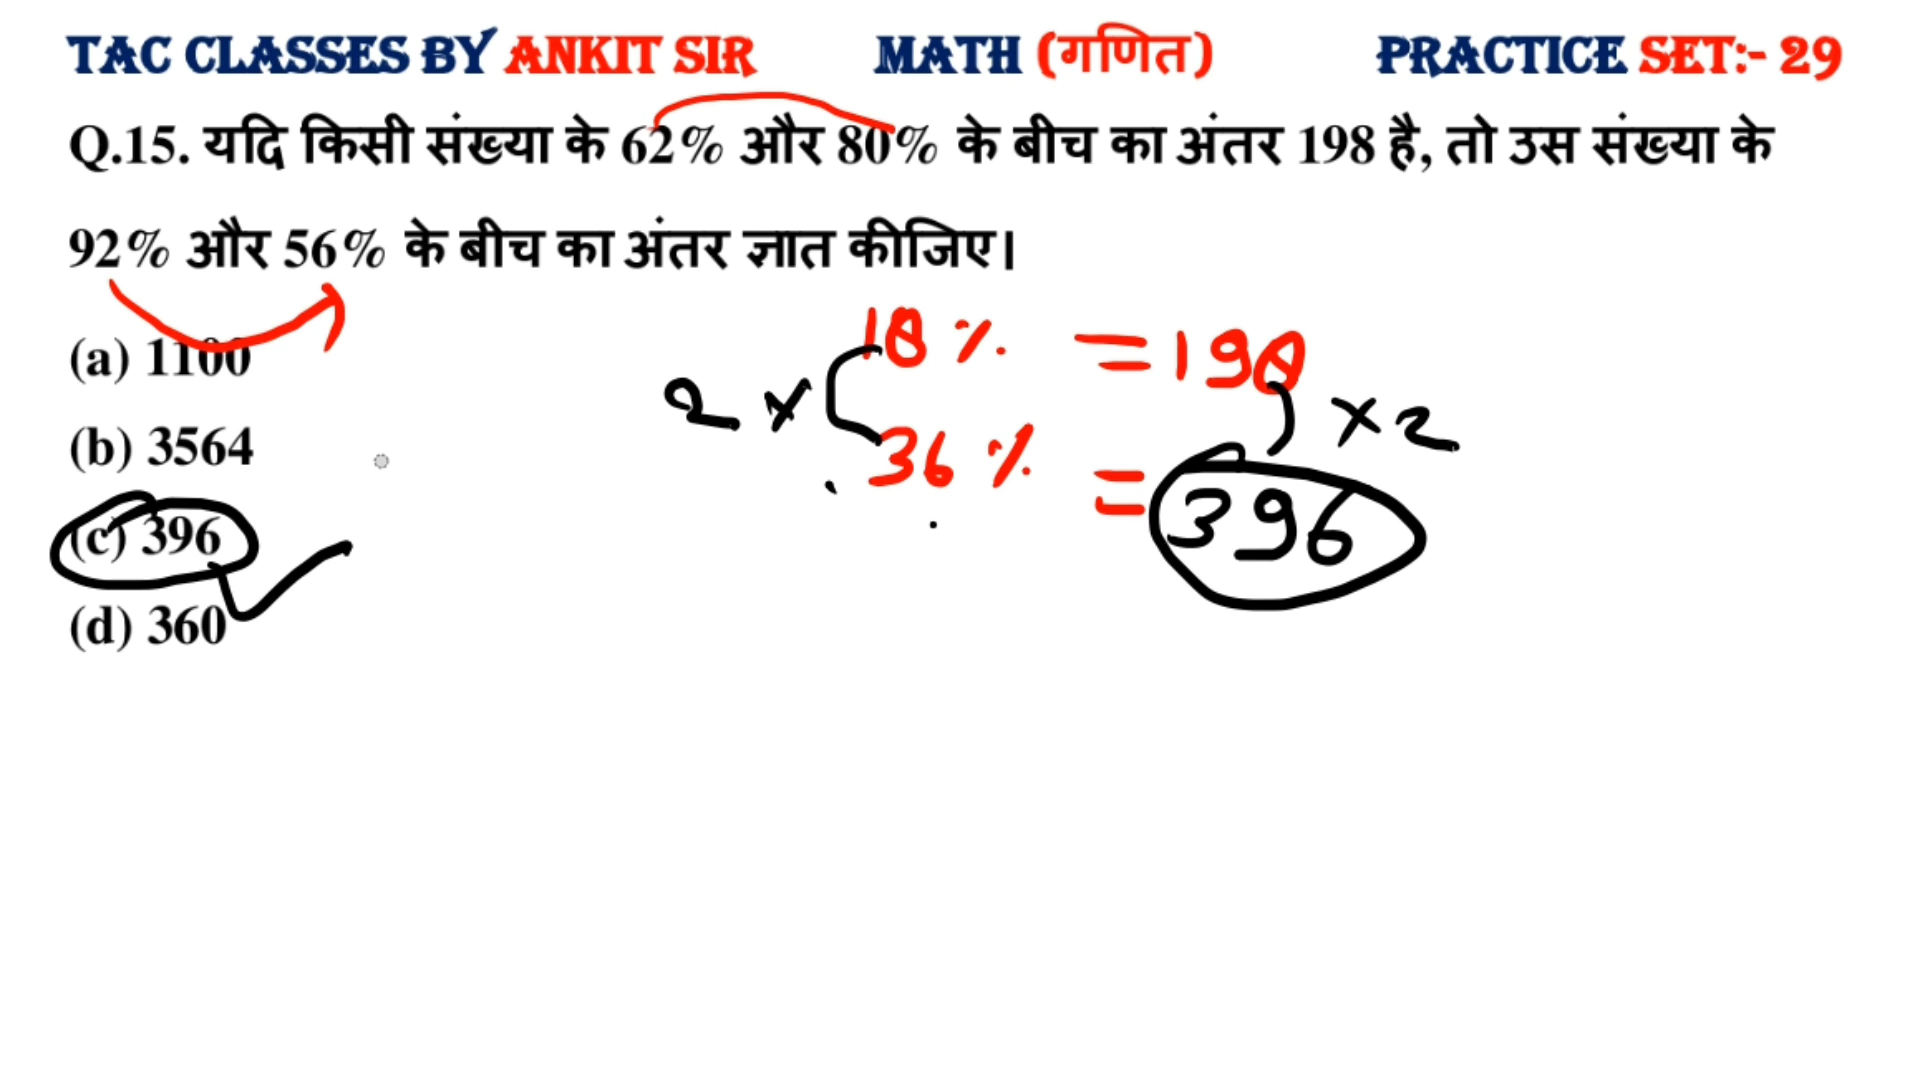 TAC CLASSES BY ANKIT SIR MATH (गणित) PRACTICE SET:- 29
Q.15. यदि किसी संख्या के 62% और 80% के बीच का अंतर 198 है, तो उस संख्या के
92% और 56% के बीच का अंतर ज्ञात कीजिए।
(a) 1100
(b) 3564
(c) 396
(d) 360
18 % = 198
2 × × 2
36 % = 396